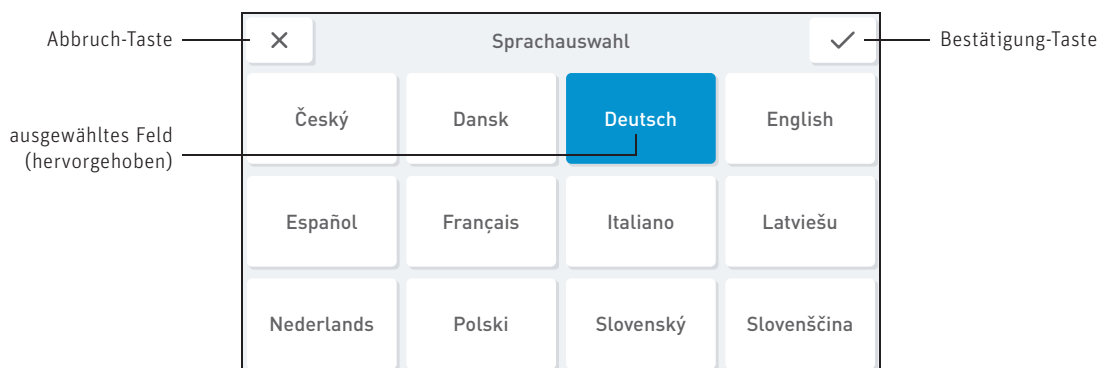 Abbruch-Taste
Sprachauswahl
Bestätigung-Taste
Český
Dansk
Deutsch
English
ausgewähltes Feld
(hervorgehoben)
Español
Français
Italiano
Latviešu
Nederlands
Polski
Slovenský
Slovenščina